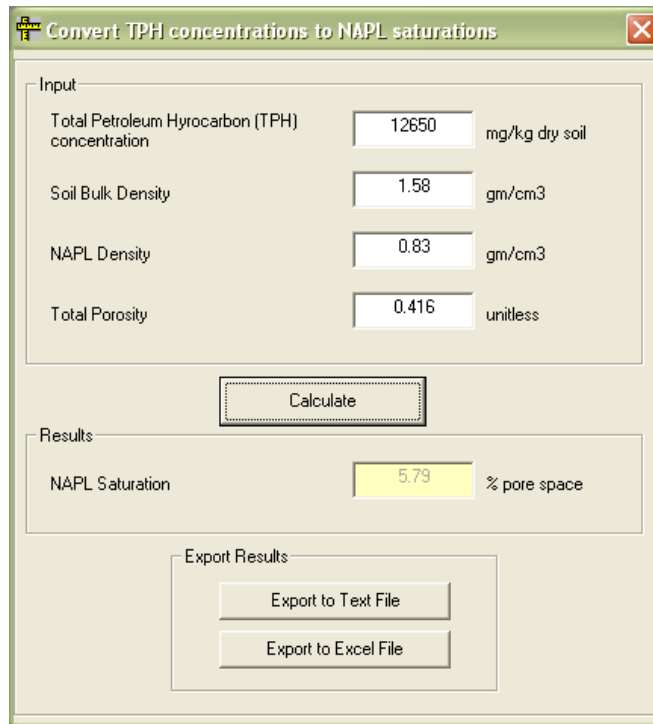 Convert TPH concentrations to NAPL saturations
Input
Total Petroleum Hyrocarbon (TPH)
concentration
12650
mg/kg dry soil
Soil Bulk Density
1.58
gm/cm3
NAPL Density
0.83
gm/cm3
Total Porosity
0.416
unitless
Calculate
Results
NAPL Saturation
5.79
% pore space
Export Results
Export to Text File
Export to Excel File